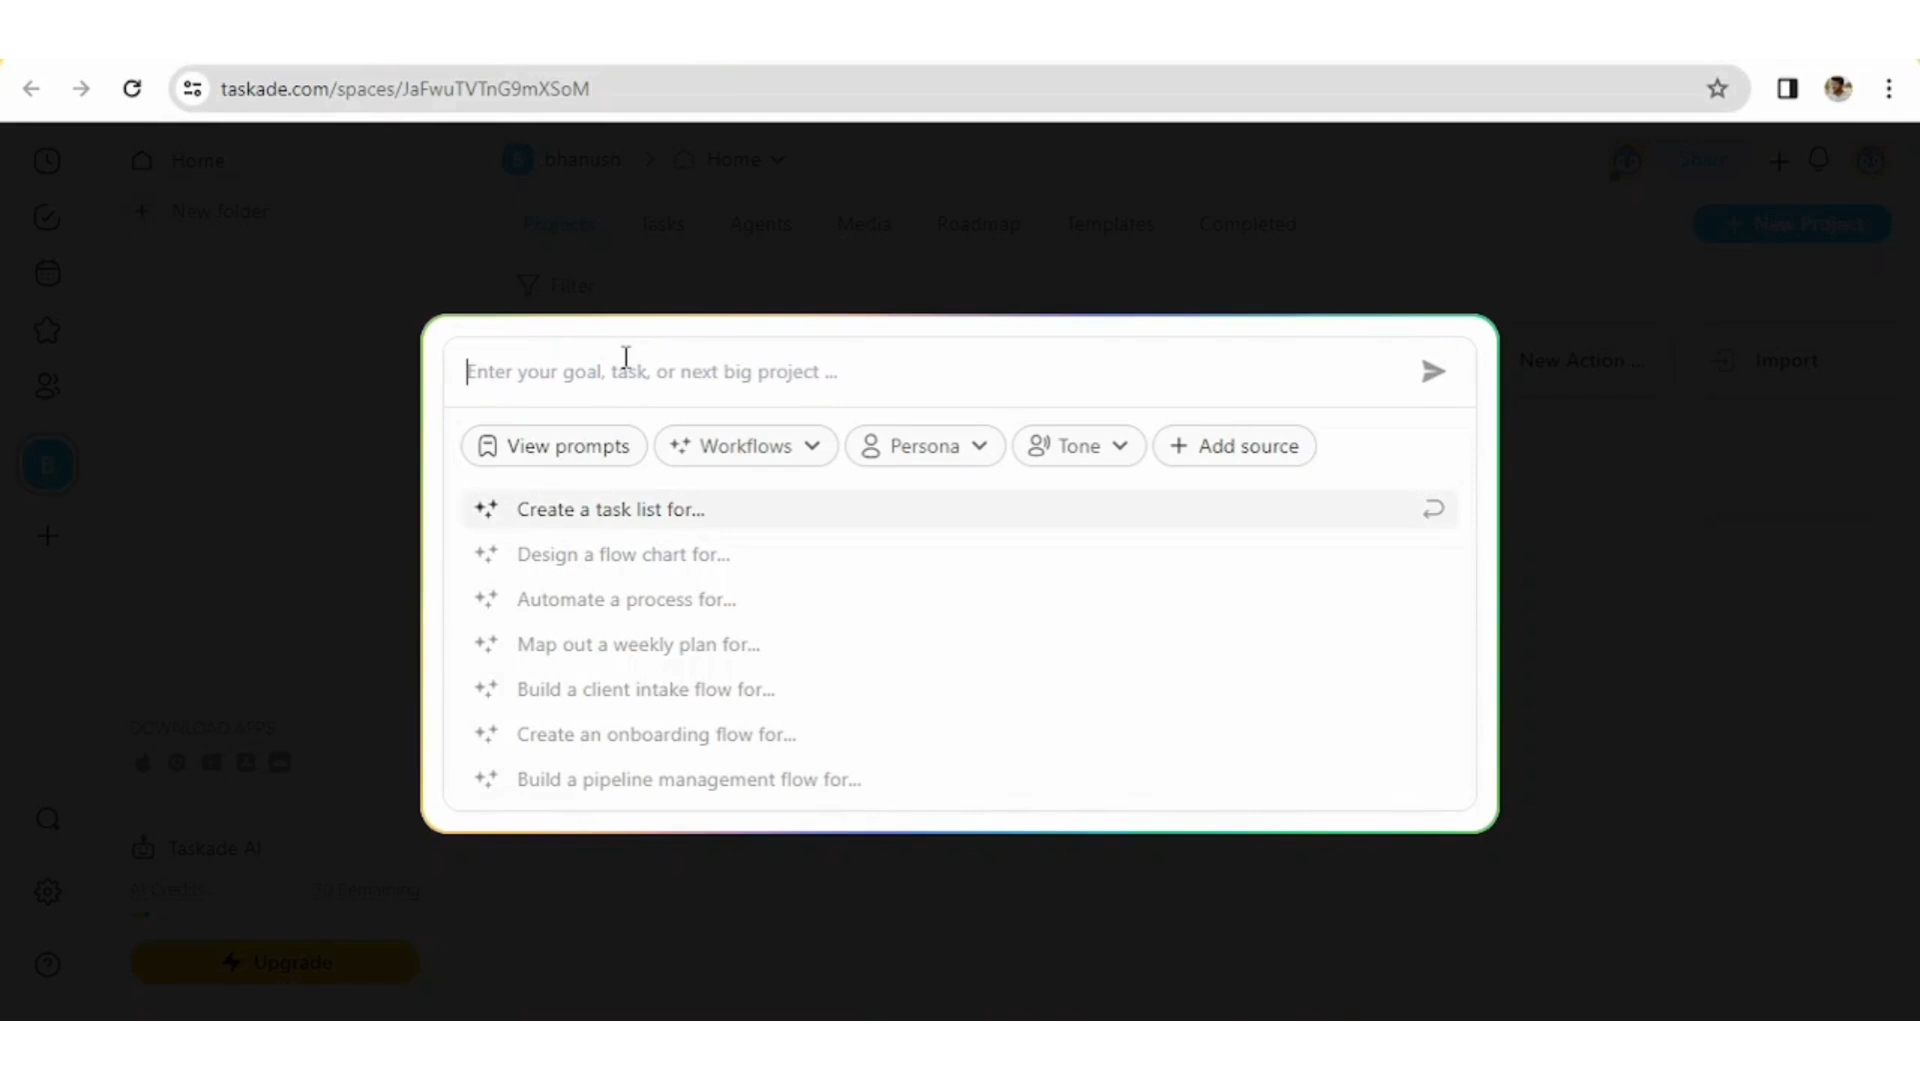 taskade.com/spaces/JaFwuTVTnG9mXSoM
Home
bhanush > Home
Share
New folder
Projects Tasks Agents Media Roadmap Templates Completed
+ New Project
Filter
Enter your goal, task, or next big project ...
New Action ...
Import
View prompts Workflows Persona Tone + Add source
B
Create a task list for...
Design a flow chart for...
Automate a process for...
Map out a weekly plan for...
Build a client intake flow for...
Create an onboarding flow for...
DOWNLOAD APPS
Build a pipeline management flow for...
Taskade AI
AI Credits 70 Remaining
Upgrade